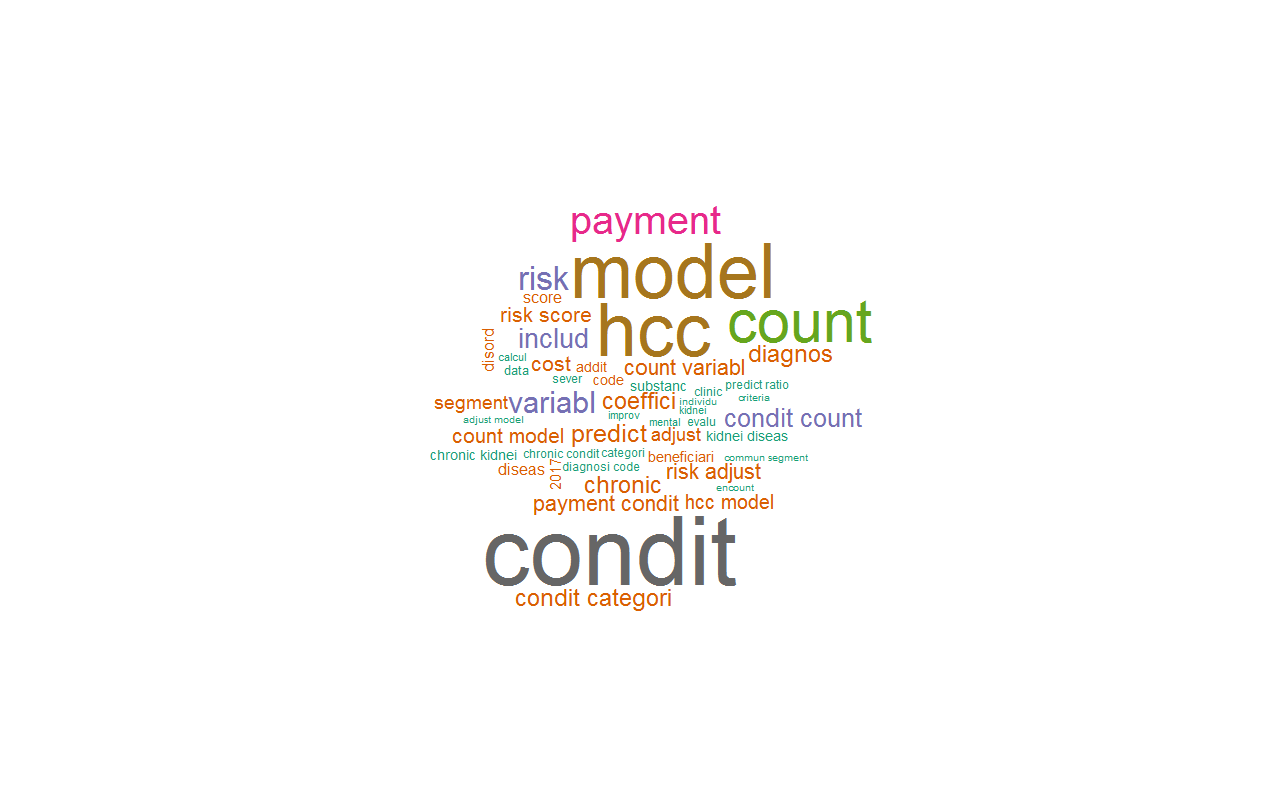 payment
model
risk
score
hcc
count
risk score
includ
disord
diagnos
calcul
cost
addit
count variabl
data
sever
code
substanc
predict ratio
clinic
criteria
segment
variabl
coeffici
individu
kidnei
condit count
adjust model
improv
mental
evalu
count model
predict
adjust
kidnei diseas
chronic kidnei
chronic condit
categori
beneficiari
commun segment
diseas
2017
diagnosi code
risk adjust
chronic
encount
payment condit
hcc model
condit
condit categori